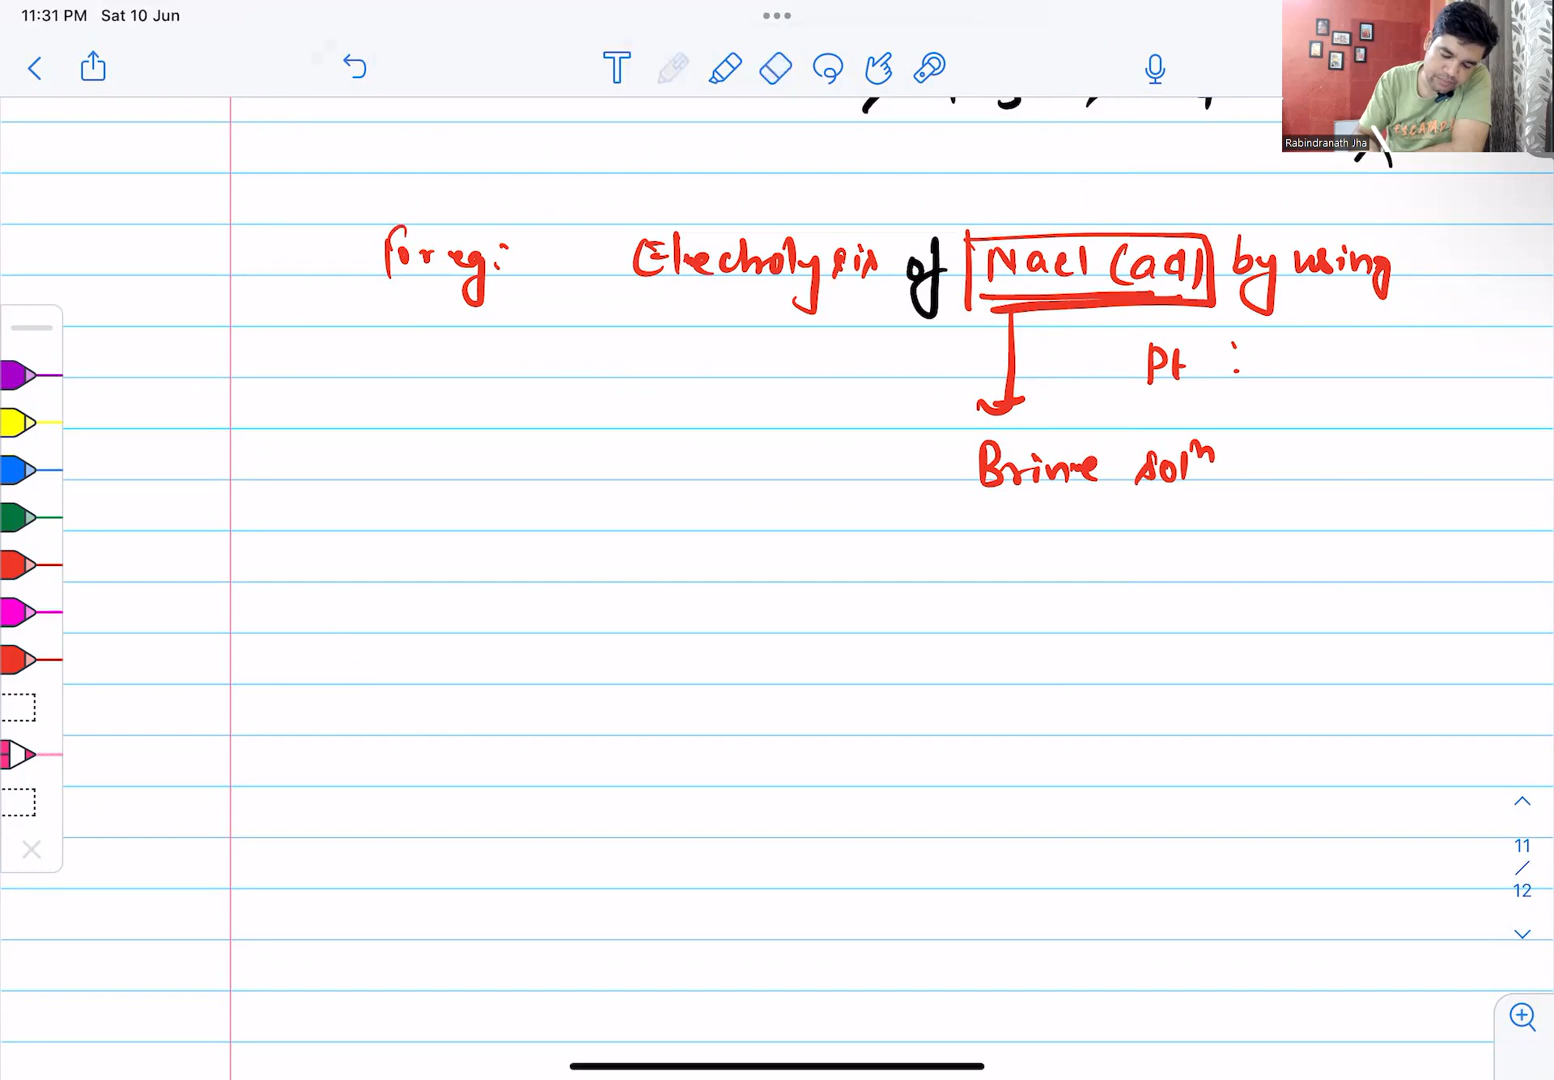 11:31 PM Sat 10 Jun
Rabindranath Jha
for eg: Electrolysis of NaCl (aq) by using
Pt :
Brine solⁿ
11
/
12